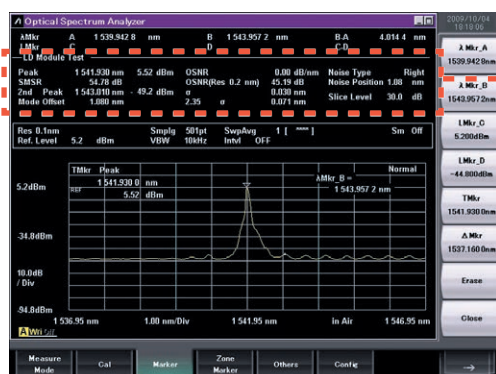 Optical Spectrum Analyzer
2009/10/04
18:18:06
λMkr A 1 539.942 8 nm B 1 543.957 2 nm B-A 4.014 4 nm
LMkr C D C-D
LD Module Test
Peak 1 541.930 nm 5.52 dBm OSNR 0.00 dB/nm Noise Type Right
SMSR 54.78 dB OSNR(Res 0.2 nm) 45.19 dB Noise Position 1.08 nm
2nd Peak 1 543.010 nm - 49.2 dBm σ 0.030 nm Slice Level 30.0 dB
Mode Offset 1.080 nm 2.35 σ 0.071 nm
Res 0.1nm Smplg 501pt SwpAvg 1 [ **** ] Sm Off
Ref. Level 5.2 dBm VBW 10kHz Intvl OFF
TMkr Peak Normal
1 541.930 0 nm λMkr_B =
REF 5.52 dBm 1 543.957 2 nm
5.2dBm
-34.8dBm
10.0dB
/ Div
-94.8dBm
1 536.95 nm 1.00 nm/Div 1 541.95 nm in Air 1 546.95 nm
A Wri Off
Measure Mode Cal Marker Zone Marker Others Config →
λ Mkr_A
1539.9428nm
λ Mkr_B
1543.9572nm
LMkr_C
5.200dBm
LMkr_D
-44.800dBm
TMkr
1541.9300nm
Δ Mkr
1537.1600nm
Erase
Close